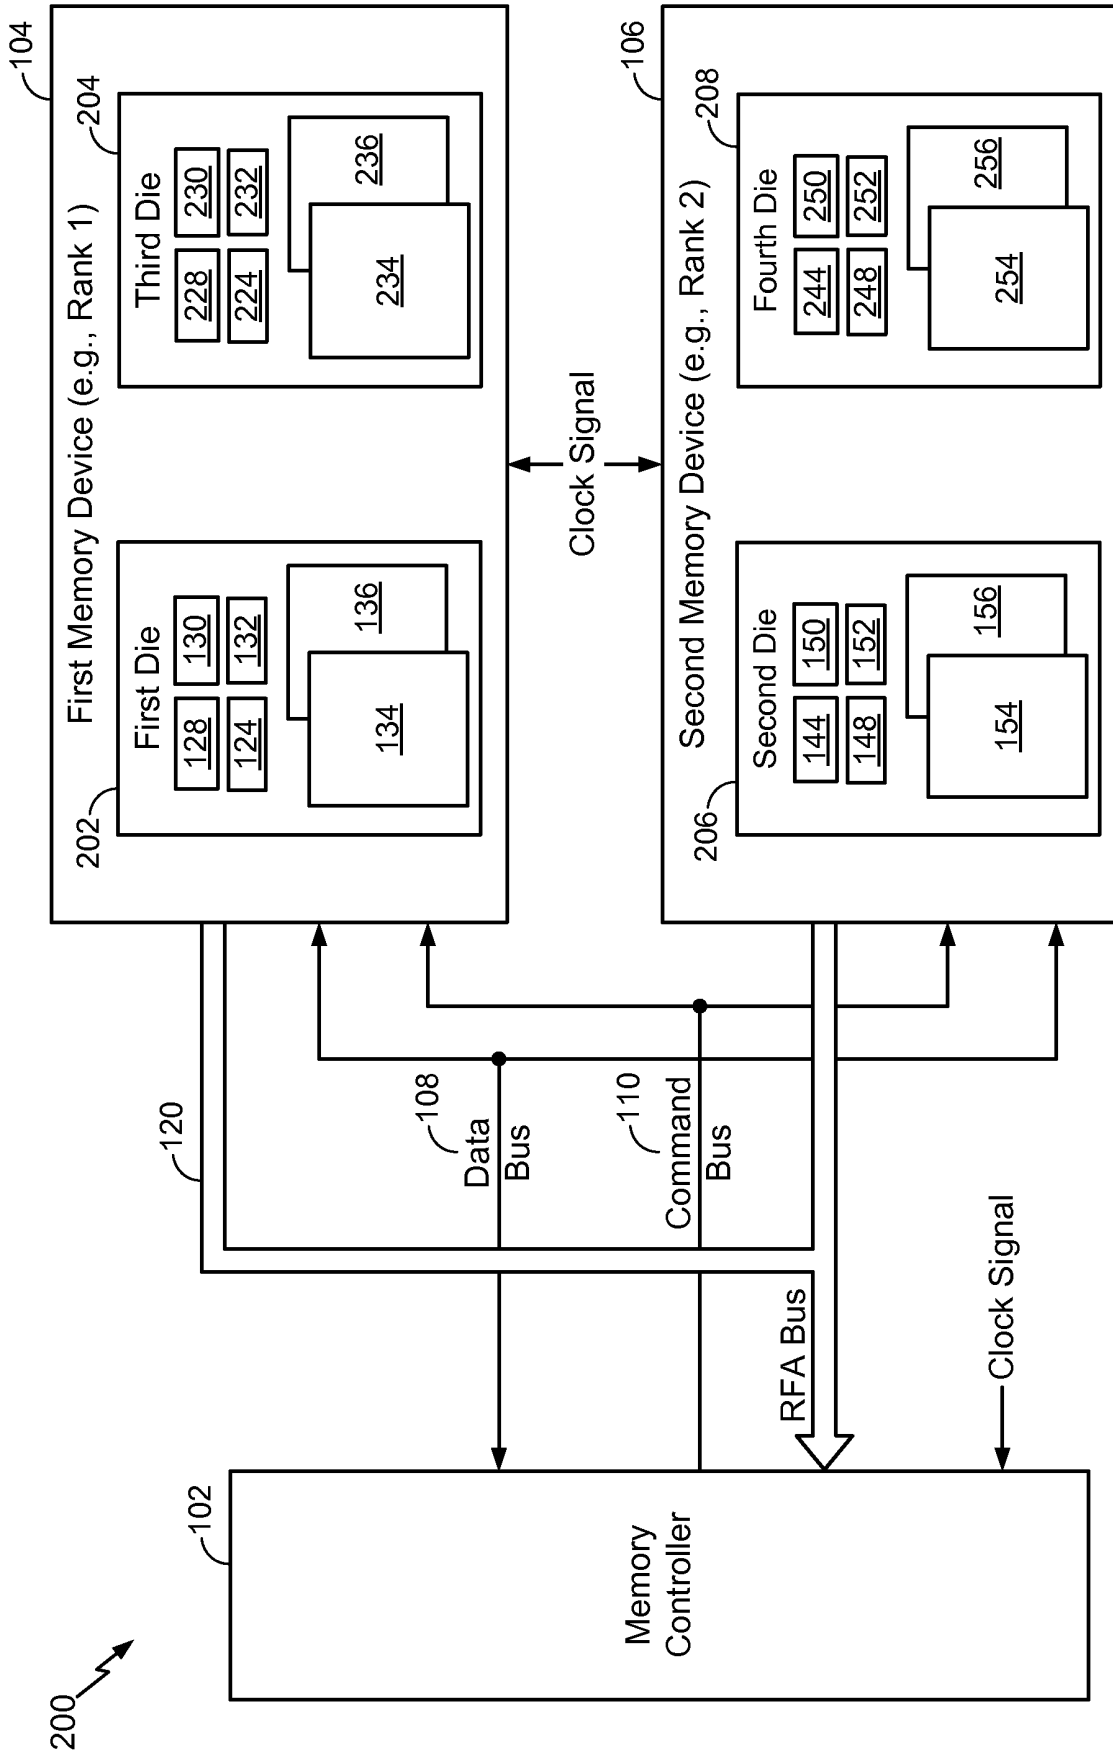 200
102
Memory
Controller
120
108
Data
Bus
110
Command
Bus
RFA Bus
Clock Signal
104
First Memory Device (e.g., Rank 1)
202
First Die
128
130
124
132
134
136
204
Third Die
228
230
224
232
234
236
Clock Signal
106
Second Memory Device (e.g., Rank 2)
206
Second Die
144
150
148
152
154
156
208
Fourth Die
244
250
248
252
254
256